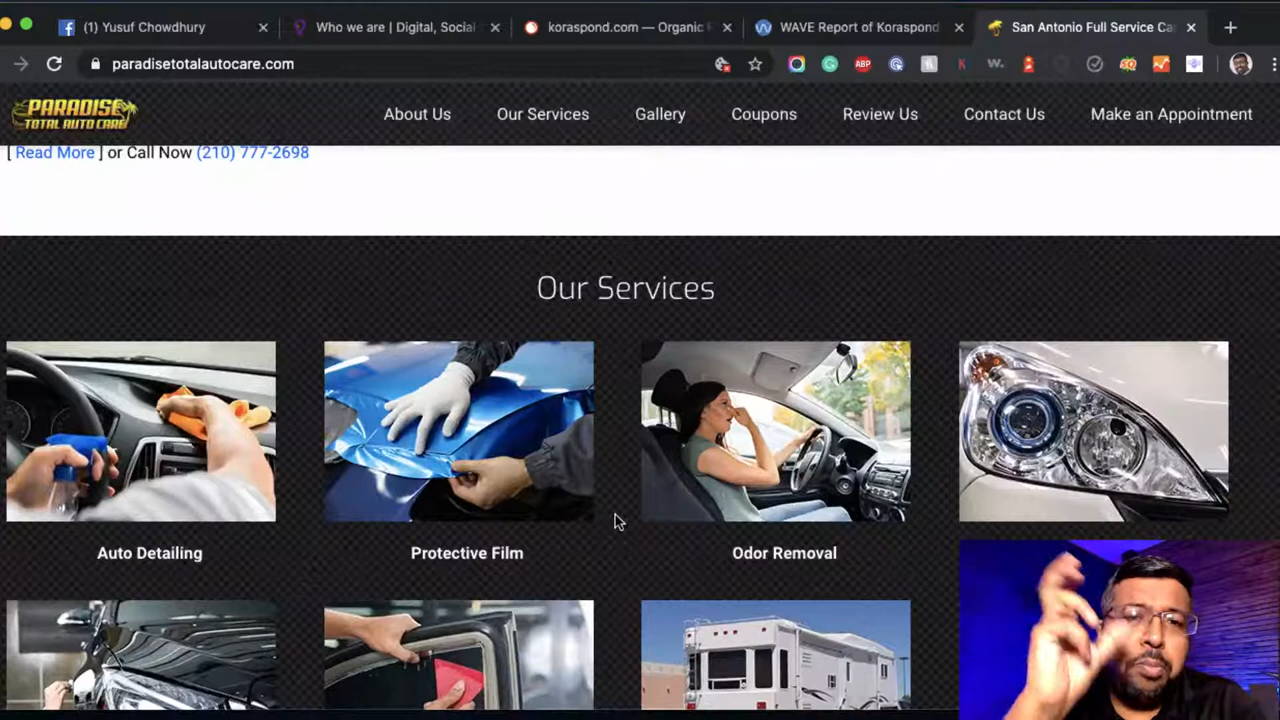 (1) Yusuf Chowdhury
Who we are | Digital, Social
koraspond.com — Organic
WAVE Report of Koraspond
San Antonio Full Service Ca
paradisetotalautocare.com
ABP
PARADISE
TOTAL AUTO CARE
About Us
Our Services
Gallery
Coupons
Review Us
Contact Us
Make an Appointment
[ Read More ] or Call Now (210) 777-2698
Our Services
Auto Detailing
Protective Film
Odor Removal